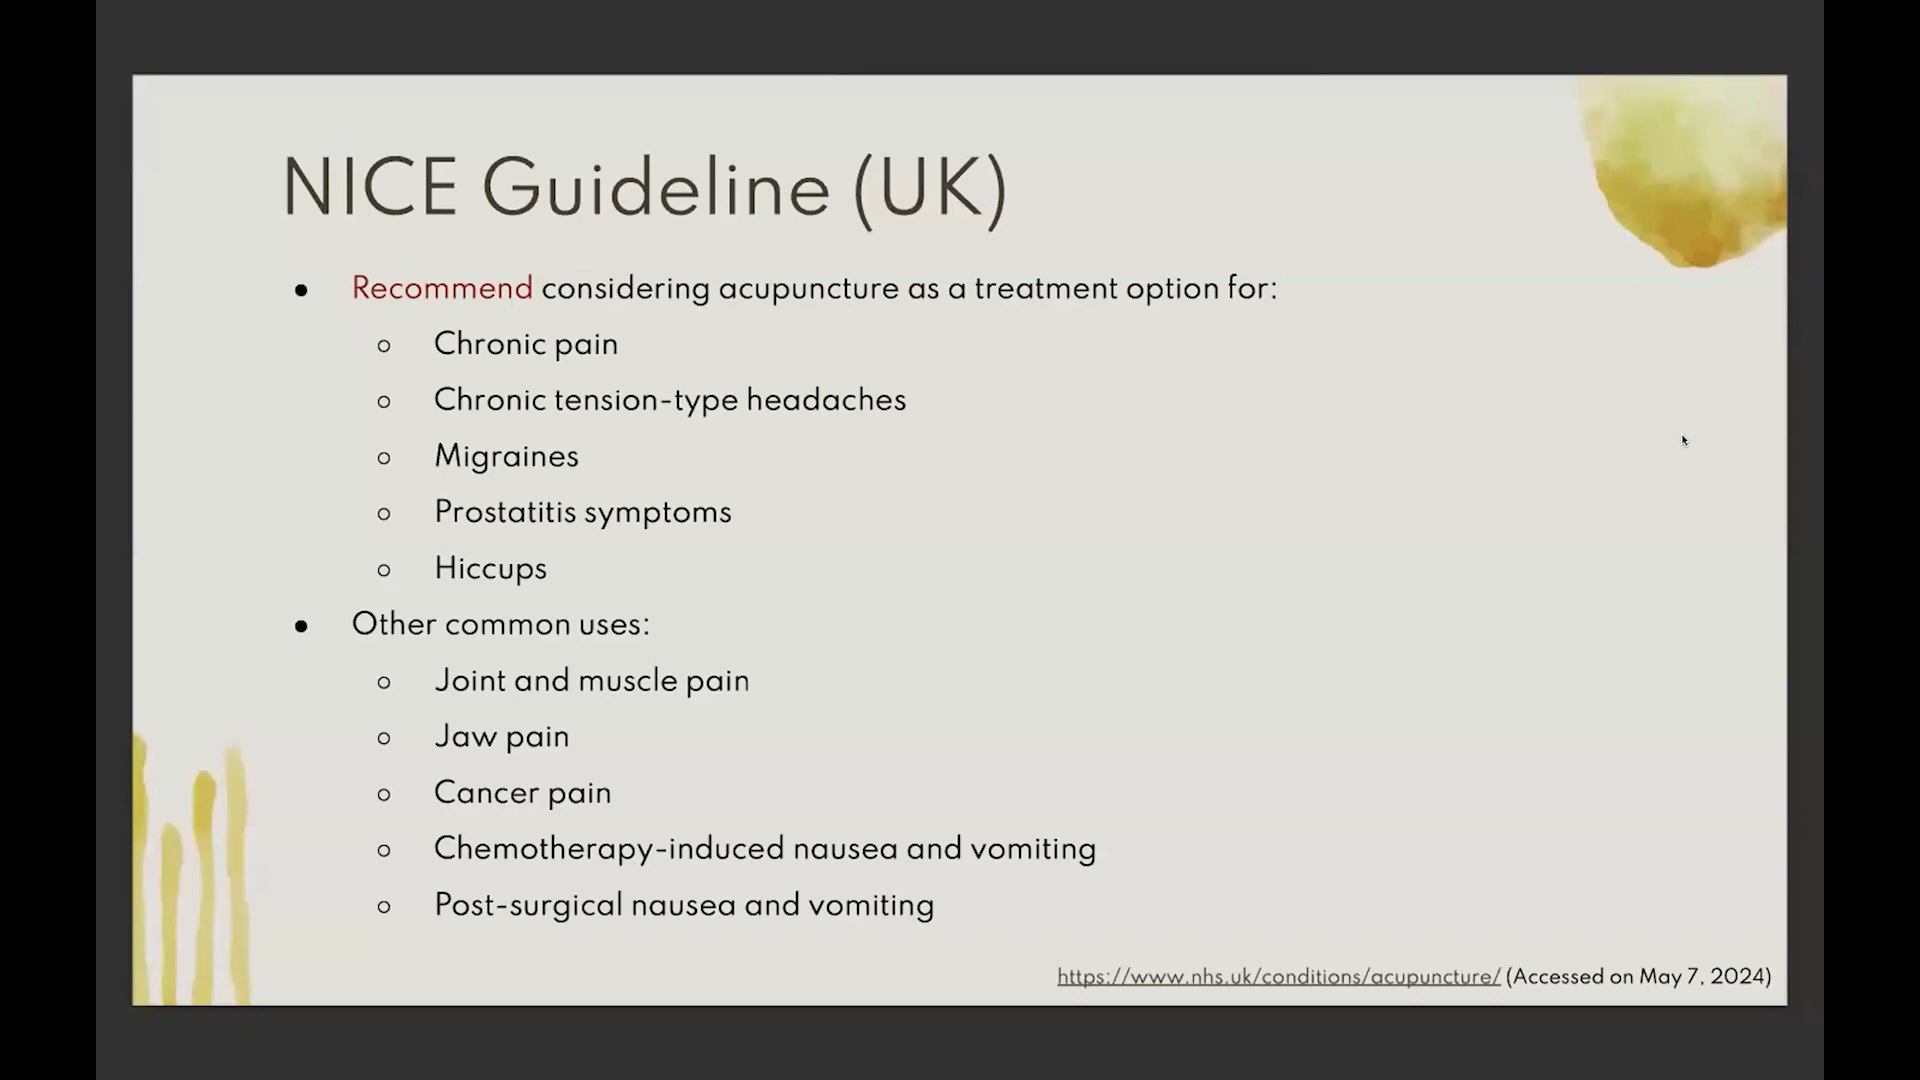 NICE Guideline (UK)
● Recommend considering acupuncture as a treatment option for:
○ Chronic pain
○ Chronic tension-type headaches
○ Migraines
○ Prostatitis symptoms
○ Hiccups
● Other common uses:
○ Joint and muscle pain
○ Jaw pain
○ Cancer pain
○ Chemotherapy-induced nausea and vomiting
○ Post-surgical nausea and vomiting
https://www.nhs.uk/conditions/acupuncture/ (Accessed on May 7, 2024)